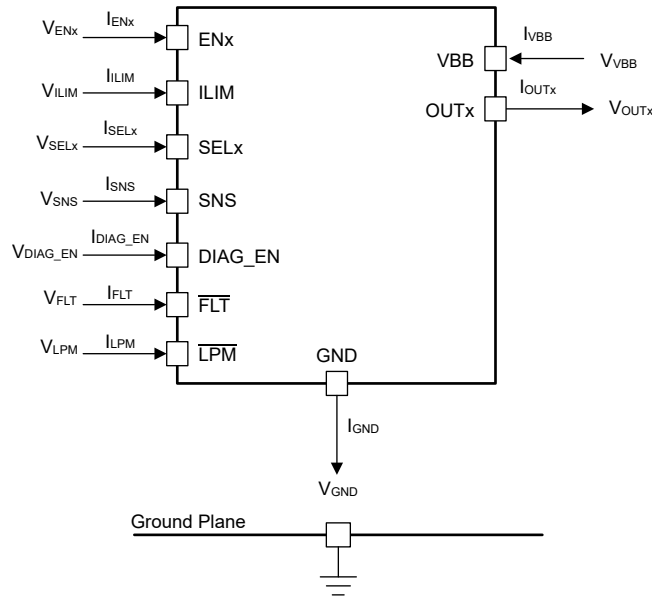 VENx IENx ENx
VILIM IILIM ILIM
VSELx ISELx SELx
VSNS ISNS SNS
VDIAG_EN IDIAG_EN DIAG_EN
VFLT IFLT FLT
VLPM ILPM LPM
VBB IVBB VVBB
OUTx IOUTx VOUTx
GND
IGND
VGND
Ground Plane